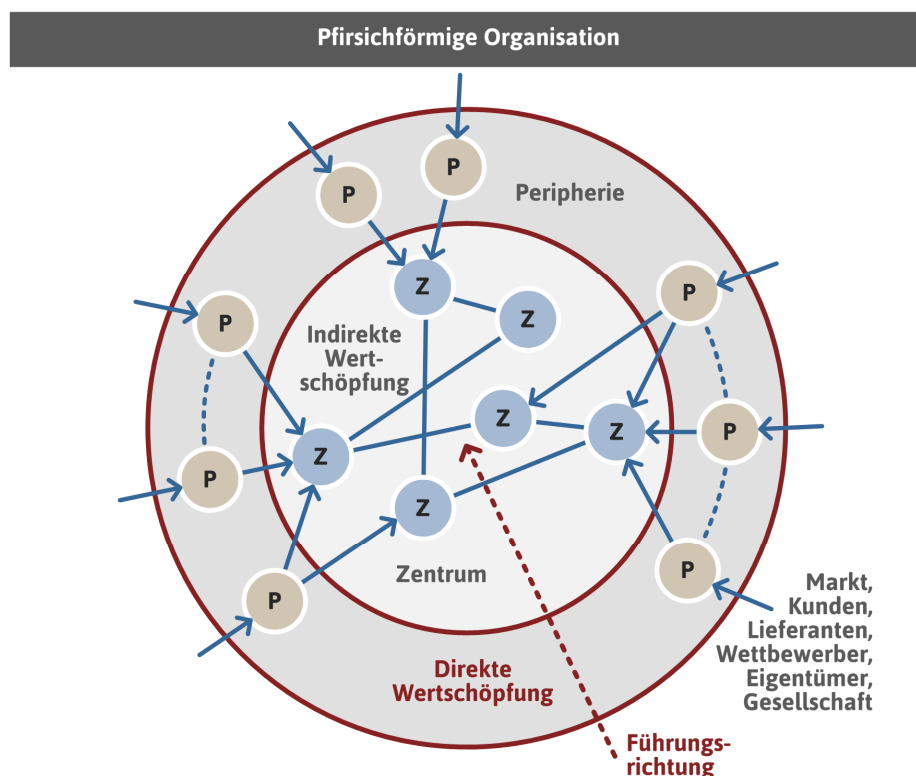 Pfirsichförmige Organisation
P
P
Peripherie
Z
P
Z
P
Indirekte
Wert-
schöpfung
Z
Z
P
Z
P
Z
P
Zentrum
P
Markt,
Kunden,
Lieferanten,
Wettbewerber,
Eigentümer,
Gesellschaft
Direkte
Wertschöpfung
Führungs-
richtung